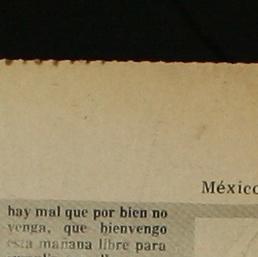 México
hay mal que por bien no
venga, que bienvengo
esta mañana libre para